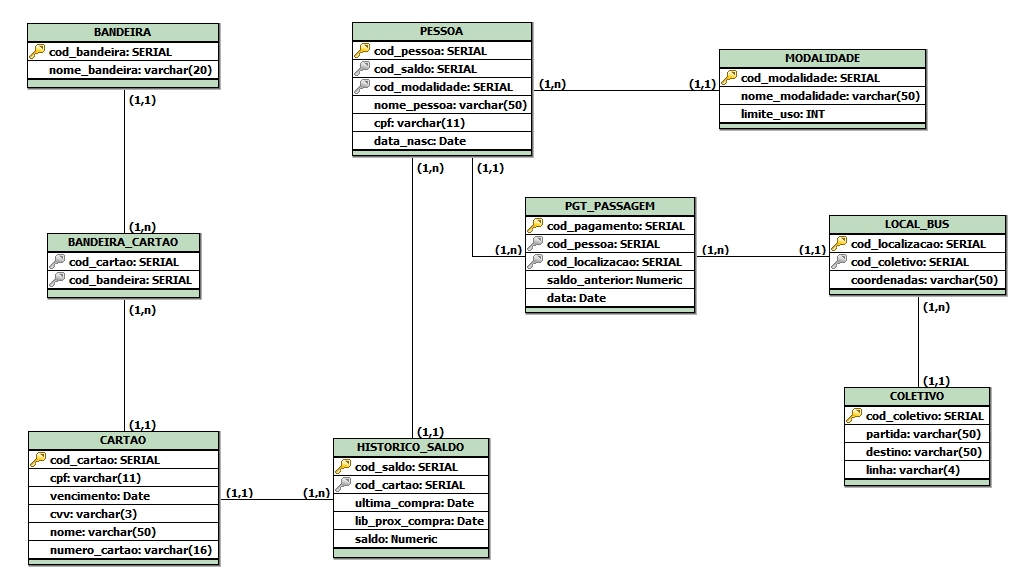 BANDEIRA
cod_bandeira: SERIAL
nome_bandeira: varchar(20)
(1,1)
(1,n)
BANDEIRA_CARTAO
cod_cartao: SERIAL
cod_bandeira: SERIAL
(1,n)
(1,1)
CARTAO
cod_cartao: SERIAL
cpf: varchar(11)
vencimento: Date
cvv: varchar(3)
nome: varchar(50)
numero_cartao: varchar(16)
(1,1)
(1,n)
PESSOA
cod_pessoa: SERIAL
cod_saldo: SERIAL
cod_modalidade: SERIAL
nome_pessoa: varchar(50)
cpf: varchar(11)
data_nasc: Date
(1,n)
(1,1)
(1,n)
(1,1)
MODALIDADE
cod_modalidade: SERIAL
nome_modalidade: varchar(50)
limite_uso: INT
(1,n)
PGT_PASSAGEM
cod_pagamento: SERIAL
cod_pessoa: SERIAL
cod_localizacao: SERIAL
saldo_anterior: Numeric
data: Date
(1,n)
(1,1)
LOCAL_BUS
cod_localizacao: SERIAL
cod_coletivo: SERIAL
coordenadas: varchar(50)
(1,n)
(1,1)
COLETIVO
cod_coletivo: SERIAL
partida: varchar(50)
destino: varchar(50)
linha: varchar(4)
(1,1)
HISTORICO_SALDO
cod_saldo: SERIAL
cod_cartao: SERIAL
ultima_compra: Date
lib_prox_compra: Date
saldo: Numeric